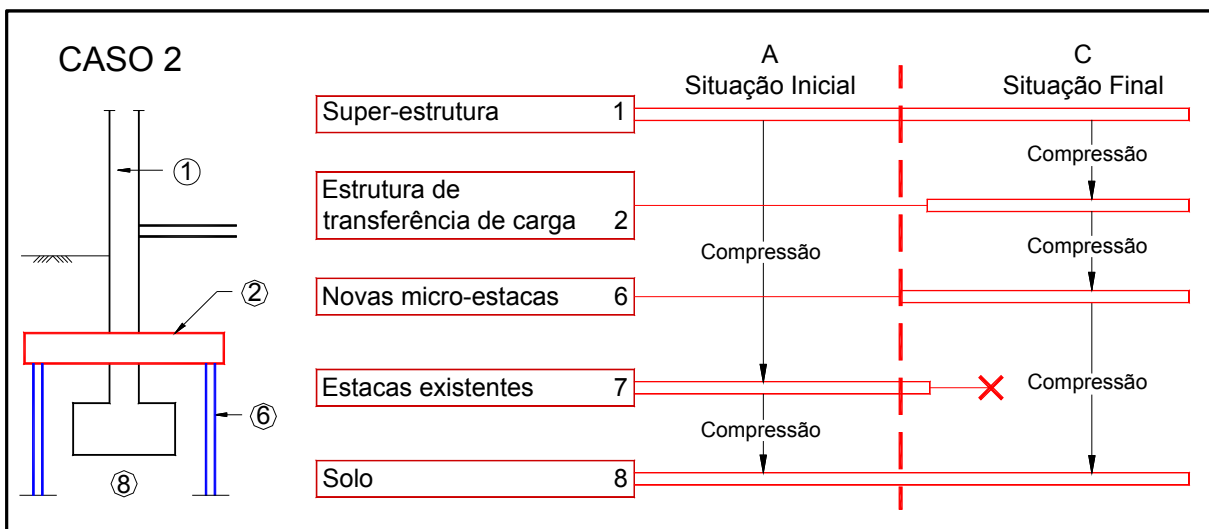 CASO 2
1
2
6
8
A
Situação Inicial
C
Situação Final
Super-estrutura 1
Compressão
Estrutura de
transferência de carga 2
Compressão
Compressão
Novas micro-estacas 6
Estacas existentes 7
Compressão
Compressão
Solo 8